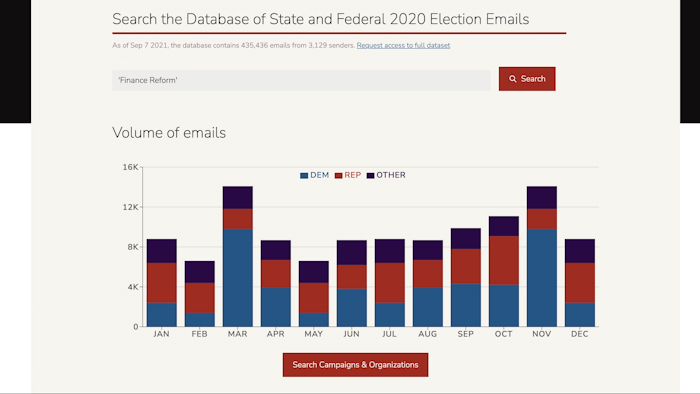 Search the Database of State and Federal 2020 Election Emails
As of Sep 7 2021, the database contains 435,436 emails from 3,129 senders. Request access to full dataset
'Finance Reform'
Search
Volume of emails
16K
DEM REP OTHER
12K
8K
4K
0
JAN FEB MAR APR MAY JUN JUL AUG SEP OCT NOV DEC
Search Campaigns & Organizations